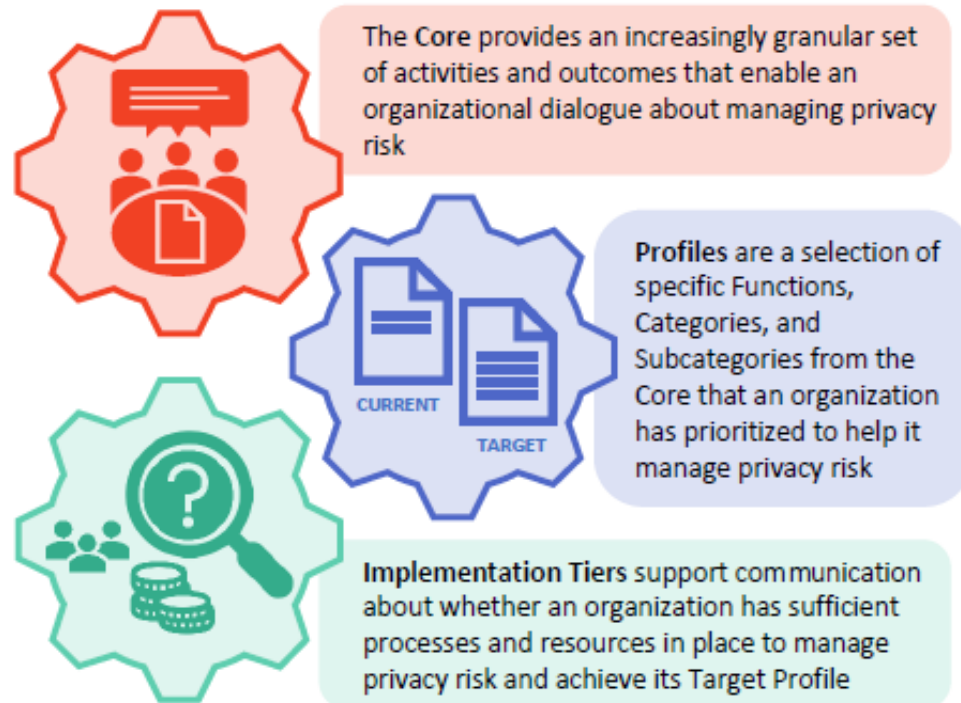 The Core provides an increasingly granular set
of activities and outcomes that enable an
organizational dialogue about managing privacy
risk
Profiles are a selection of
specific Functions,
Categories, and
Subcategories from the
Core that an organization
has prioritized to help it
manage privacy risk
CURRENT
TARGET
?
Implementation Tiers support communication
about whether an organization has sufficient
processes and resources in place to manage
privacy risk and achieve its Target Profile